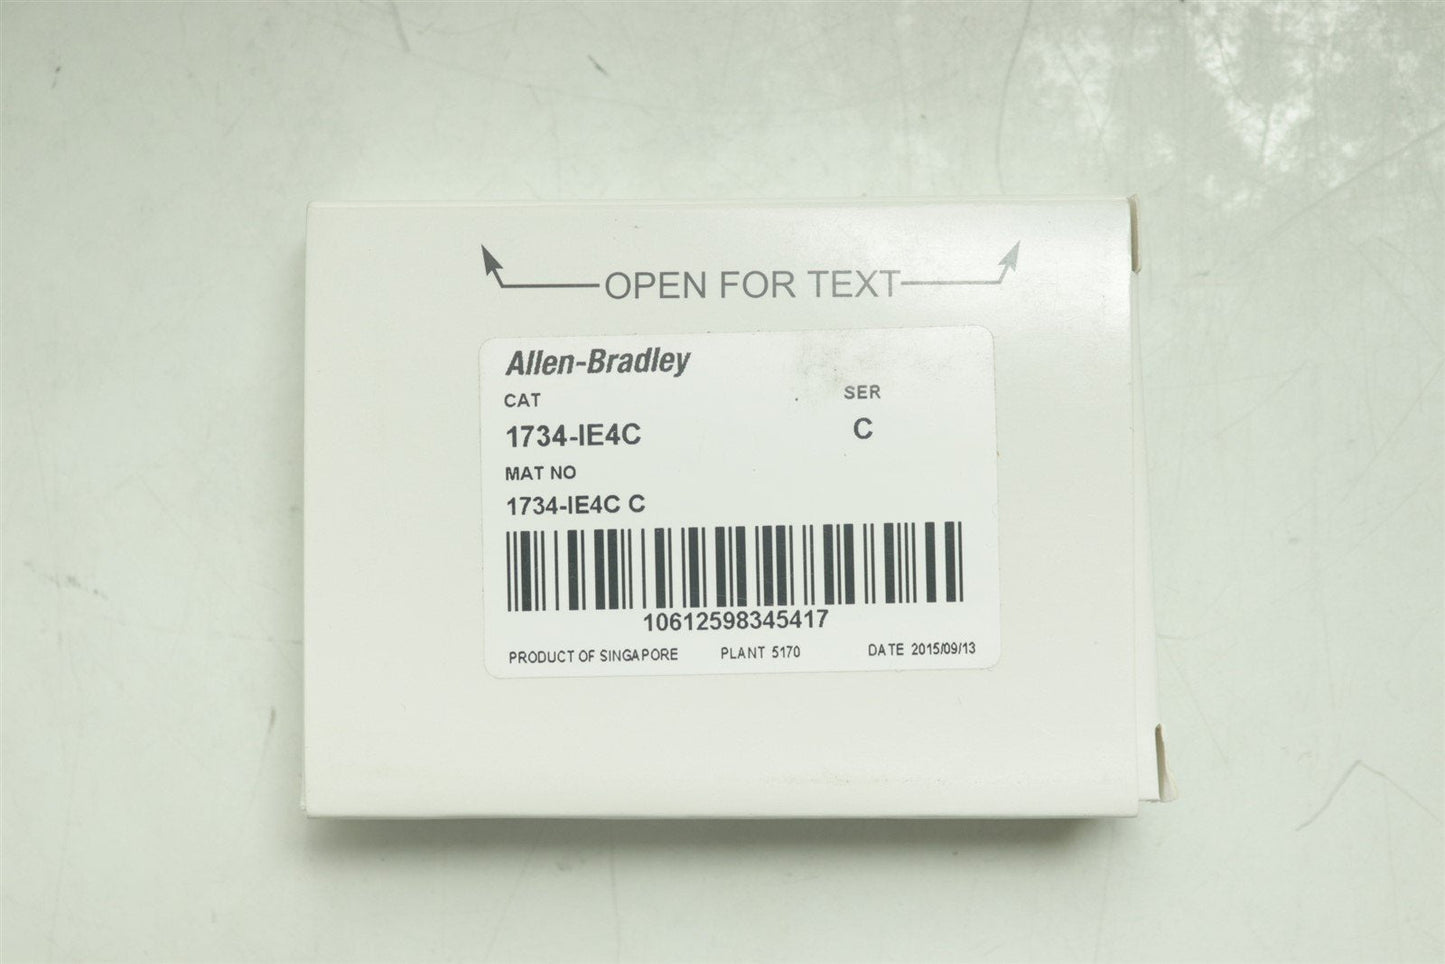 OPEN FOR TEXT
Allen-Bradley
CAT SER
1734-IE4C C
MAT NO
1734-IE4C C
10612598345417
PRODUCT OF SINGAPORE PLANT 5170 DATE 2015/09/13